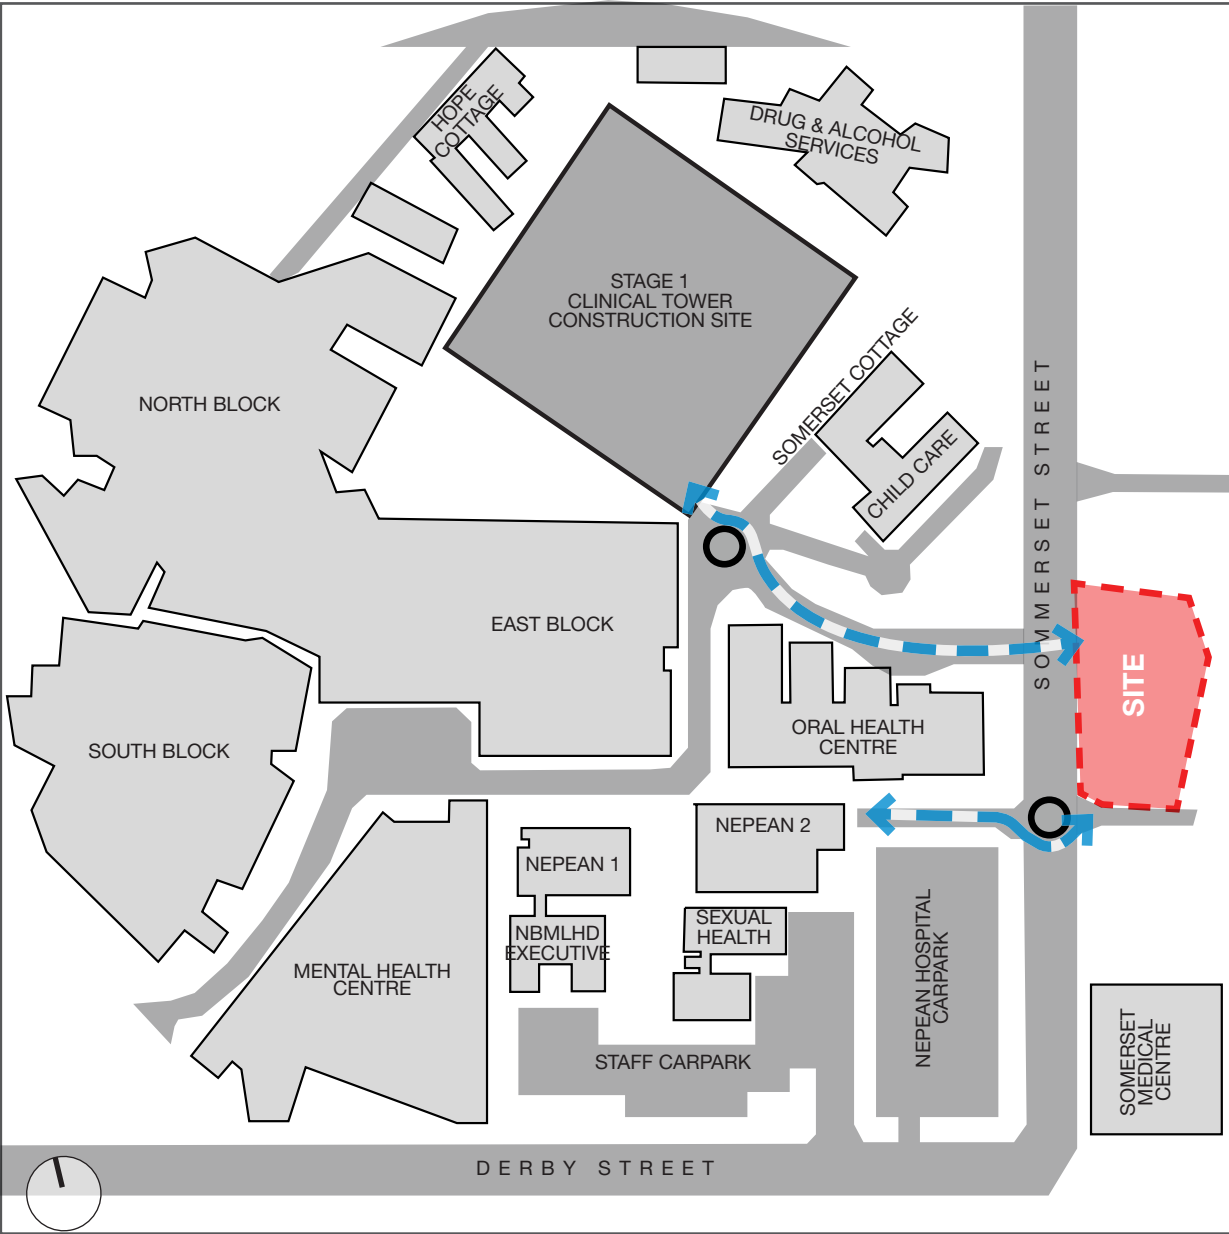 HOPE
COTTAGE
DRUG & ALCOHOL
SERVICES
STAGE 1
CLINICAL TOWER
CONSTRUCTION SITE
NORTH BLOCK
SOMERSET COTTAGE
CHILD CARE
SOMMERSET STREET
EAST BLOCK
SITE
SOUTH BLOCK
ORAL HEALTH
CENTRE
NEPEAN 2
NEPEAN 1
SEXUAL
HEALTH
NBMLHD
EXECUTIVE
NEPEAN HOSPITAL
CARPARK
MENTAL HEALTH
CENTRE
STAFF CARPARK
SOMERSET
MEDICAL
CENTRE
DERBY STREET